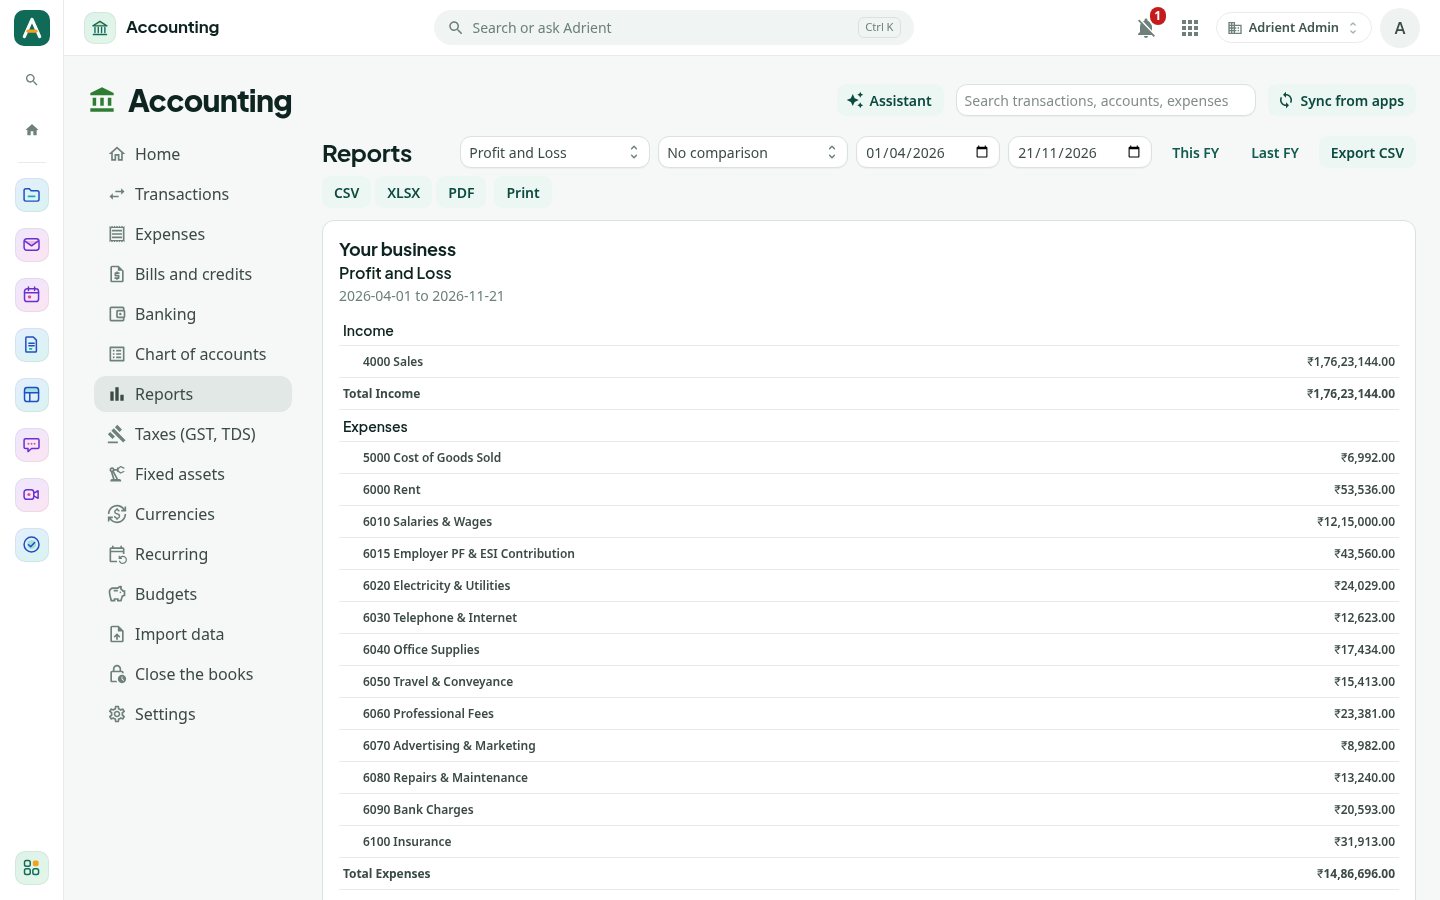 Accounting
Search or ask Adrient
Ctrl K
1
Adrient Admin
A
Accounting
Assistant
Search transactions, accounts, expenses
Sync from apps
Home
Transactions
Expenses
Bills and credits
Banking
Chart of accounts
Reports
Taxes (GST, TDS)
Fixed assets
Currencies
Recurring
Budgets
Import data
Close the books
Settings
Reports
Profit and Loss
No comparison
01/04/2026
21/11/2026
This FY
Last FY
Export CSV
CSV
XLSX
PDF
Print
Your business
Profit and Loss
2026-04-01 to 2026-11-21
Income
4000 Sales ₹1,76,23,144.00
Total Income ₹1,76,23,144.00
Expenses
5000 Cost of Goods Sold ₹6,992.00
6000 Rent ₹53,536.00
6010 Salaries & Wages ₹12,15,000.00
6015 Employer PF & ESI Contribution ₹43,560.00
6020 Electricity & Utilities ₹24,029.00
6030 Telephone & Internet ₹12,623.00
6040 Office Supplies ₹17,434.00
6050 Travel & Conveyance ₹15,413.00
6060 Professional Fees ₹23,381.00
6070 Advertising & Marketing ₹8,982.00
6080 Repairs & Maintenance ₹13,240.00
6090 Bank Charges ₹20,593.00
6100 Insurance ₹31,913.00
Total Expenses ₹14,86,696.00